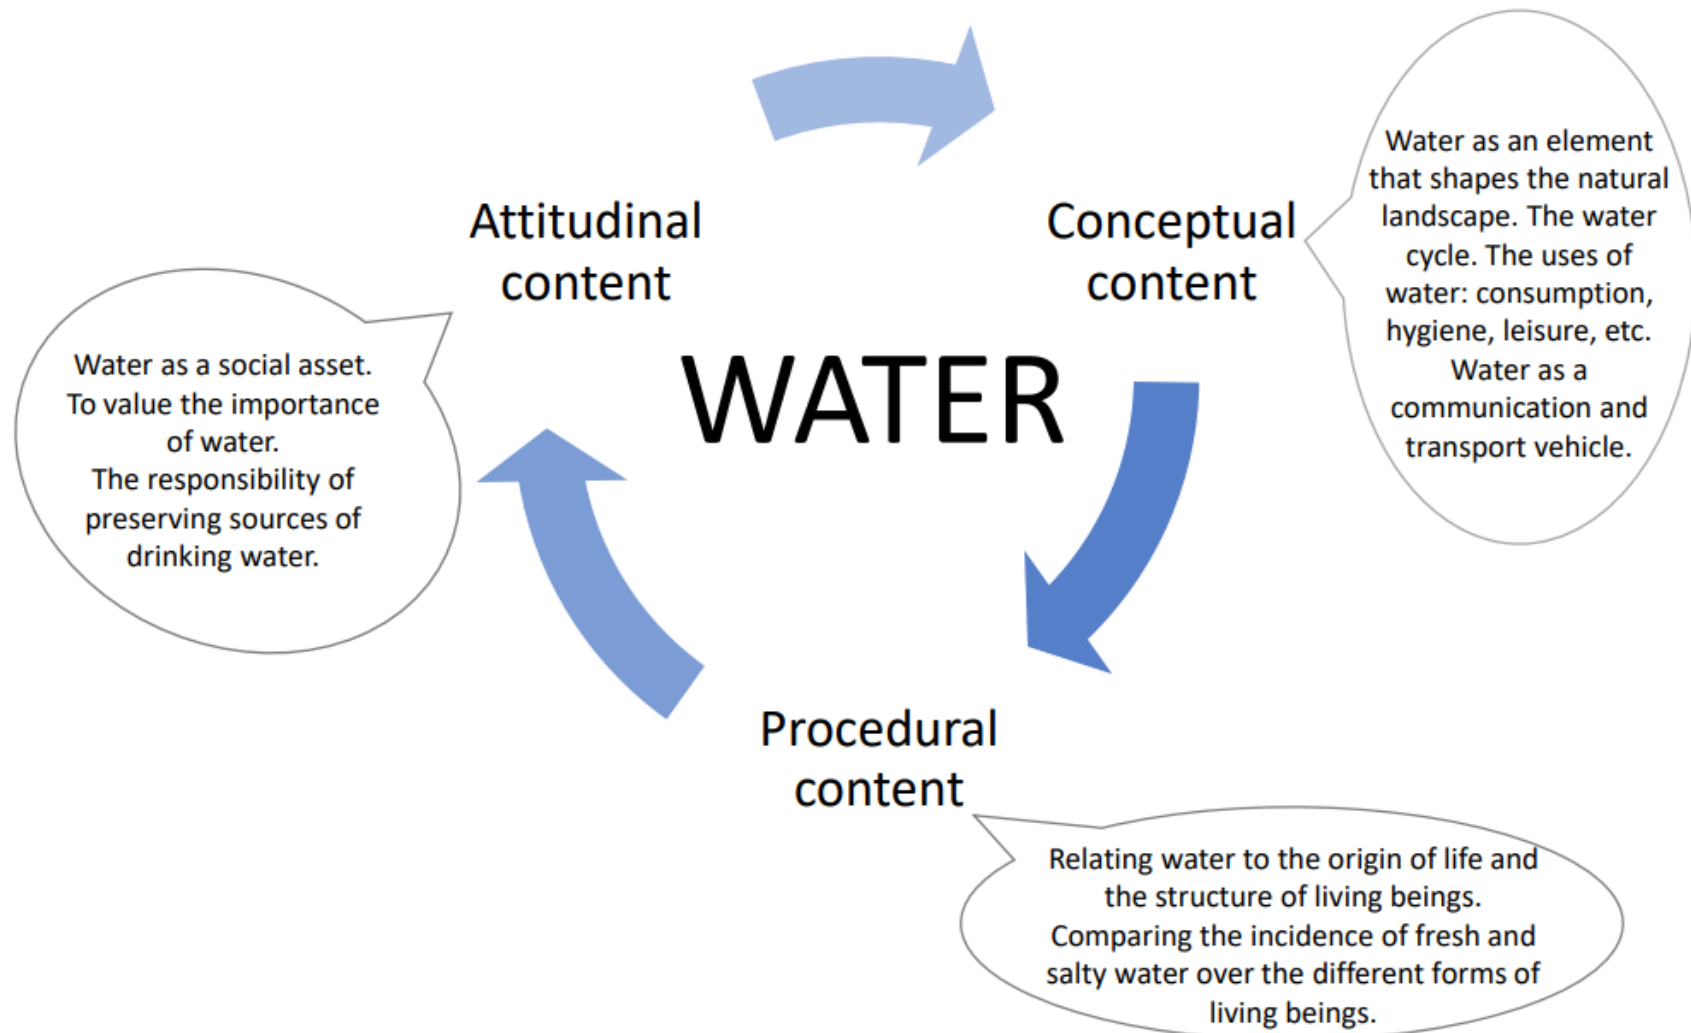 Attitudinal
content
Conceptual
content
WATER
Procedural
content
Water as an element
that shapes the natural
landscape. The water
cycle. The uses of
water: consumption,
hygiene, leisure, etc.
Water as a
communication and
transport vehicle.
Water as a social asset.
To value the importance
of water.
The responsibility of
preserving sources of
drinking water.
Relating water to the origin of life and
the structure of living beings.
Comparing the incidence of fresh and
salty water over the different forms of
living beings.